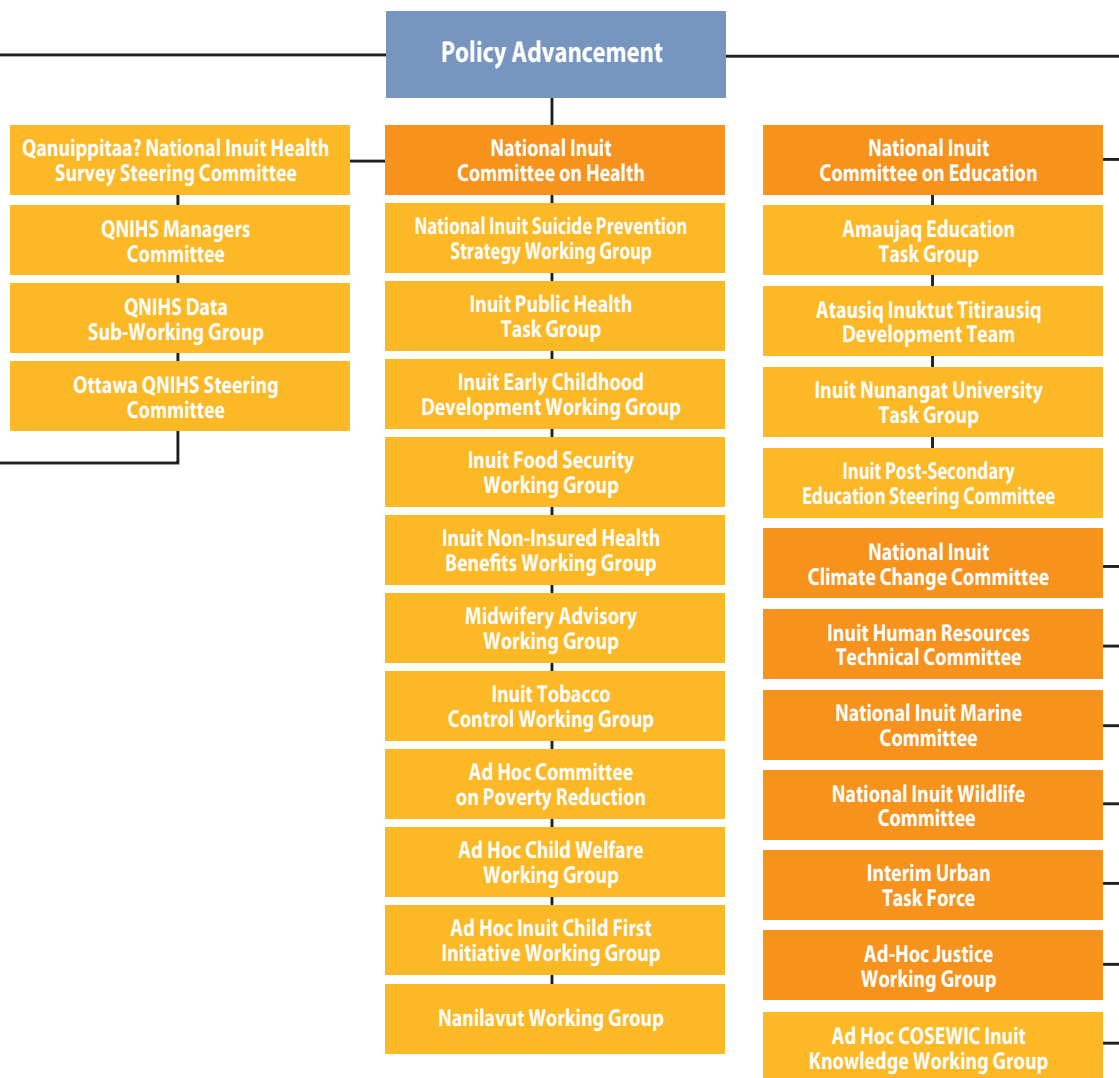 Policy Advancement
Qanuippitaa? National Inuit Health
Survey Steering Committee
QNIHS Managers
Committee
QNIHS Data
Sub-Working Group
Ottawa QNIHS Steering
Committee
National Inuit
Committee on Health
National Inuit Suicide Prevention
Strategy Working Group
Inuit Public Health
Task Group
Inuit Early Childhood
Development Working Group
Inuit Food Security
Working Group
Inuit Non-Insured Health
Benefits Working Group
Midwifery Advisory
Working Group
Inuit Tobacco
Control Working Group
Ad Hoc Committee
on Poverty Reduction
Ad Hoc Child Welfare
Working Group
Ad Hoc Inuit Child First
Initiative Working Group
Nanilavut Working Group
National Inuit
Committee on Education
Amaujaq Education
Task Group
Atausiq Inuktut Titirausiq
Development Team
Inuit Nunangat University
Task Group
Inuit Post-Secondary
Education Steering Committee
National Inuit
Climate Change Committee
Inuit Human Resources
Technical Committee
National Inuit Marine
Committee
National Inuit Wildlife
Committee
Interim Urban
Task Force
Ad-Hoc Justice
Working Group
Ad Hoc COSEWIC Inuit
Knowledge Working Group